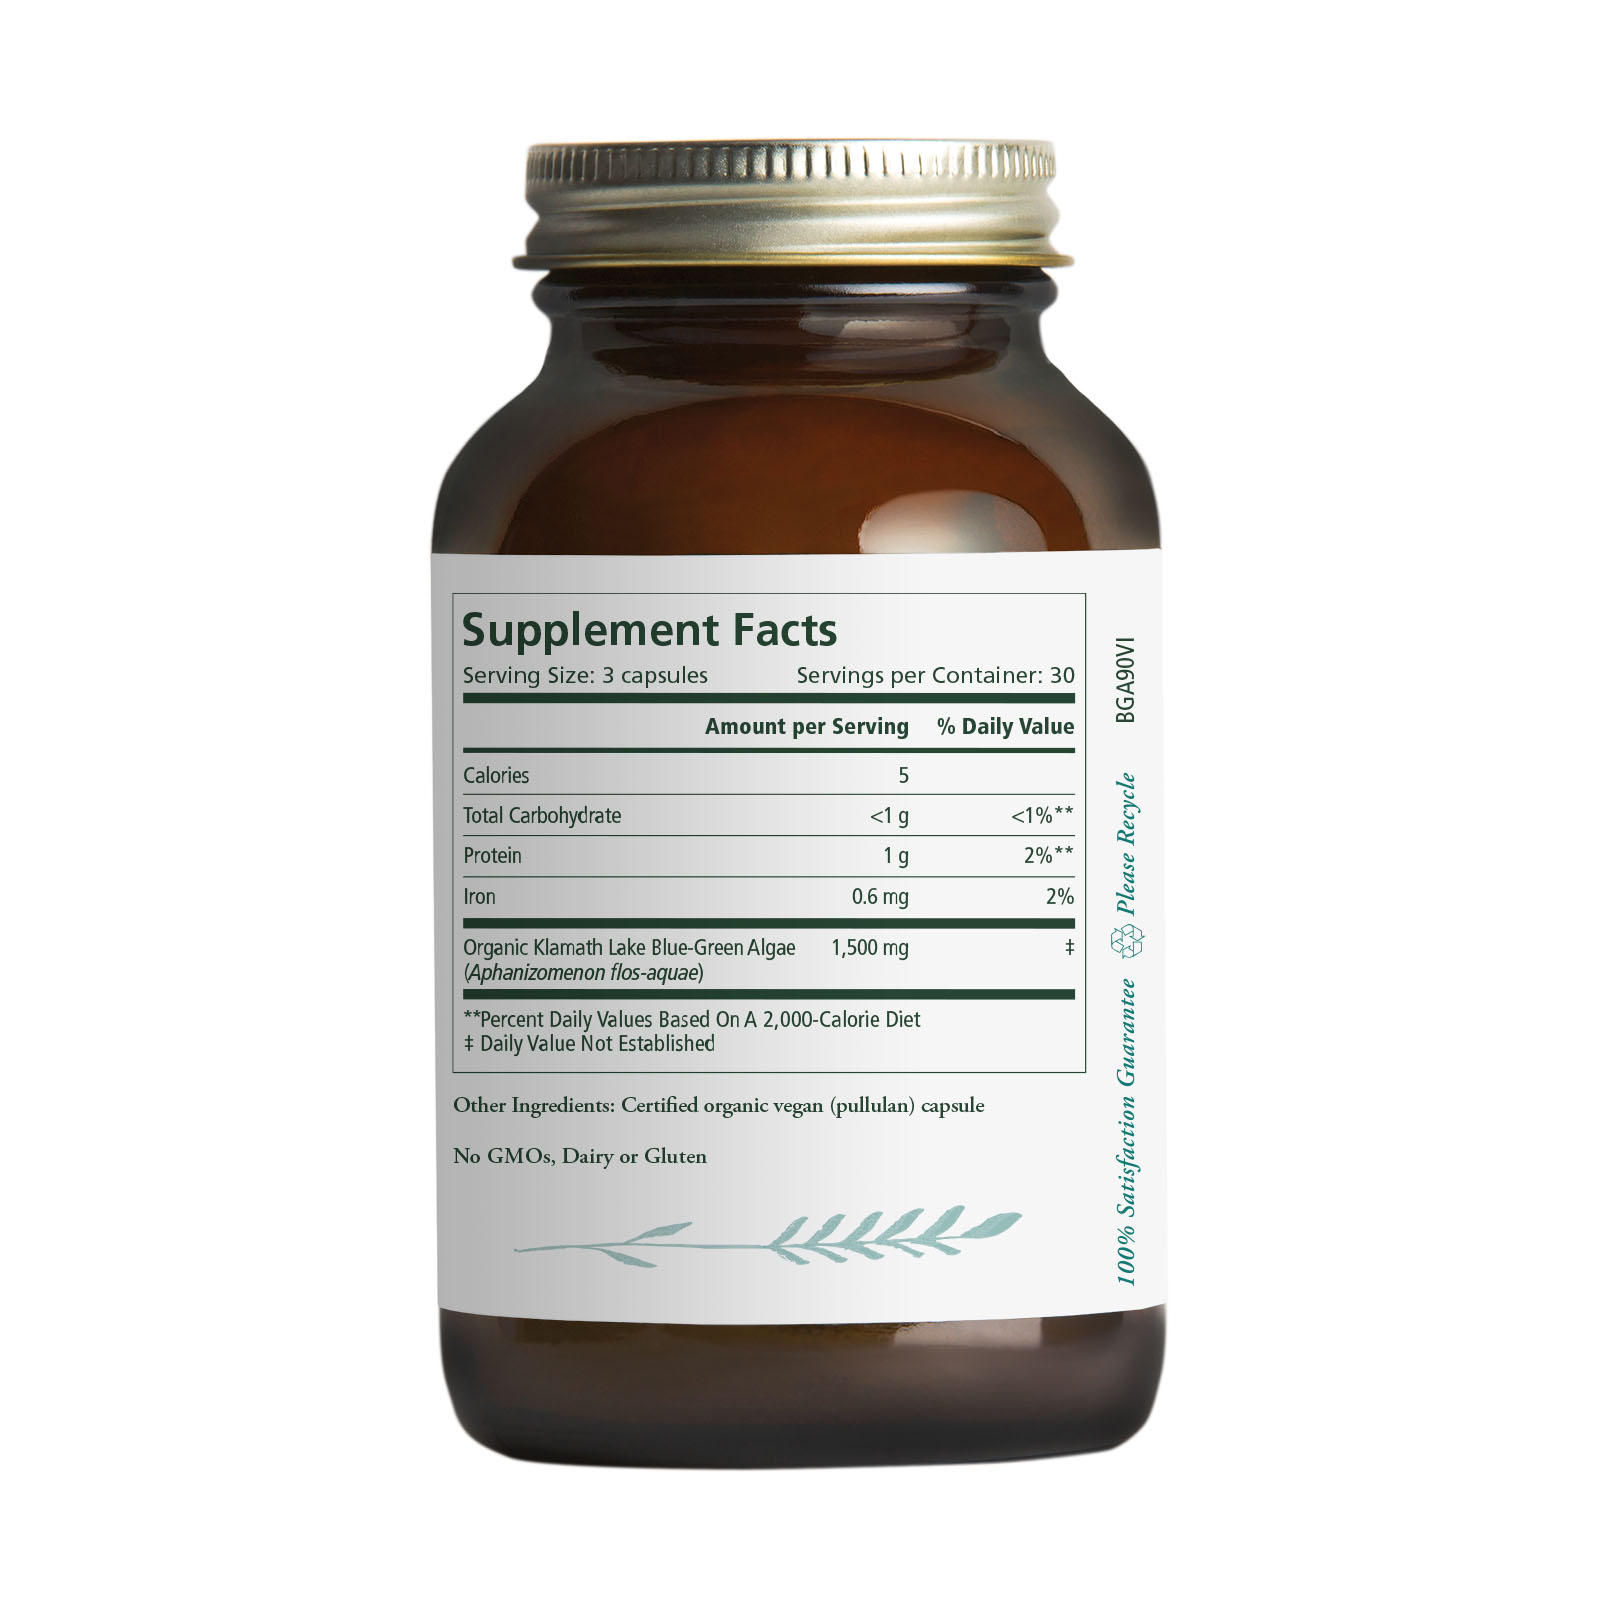 Supplement Facts
Serving Size: 3 capsules Servings per Container: 30
Amount per Serving % Daily Value
Calories 5
Total Carbohydrate <1 g <1%**
Protein 1 g 2%**
Iron 0.6 mg 2%
Organic Klamath Lake Blue-Green Algae 1,500 mg ‡
(Aphanizomenon flos-aquae)
**Percent Daily Values Based On A 2,000-Calorie Diet
‡ Daily Value Not Established
Other Ingredients: Certified organic vegan (pullulan) capsule
No GMOs, Dairy or Gluten
100% Satisfaction Guarantee Please Recycle BGA90VI